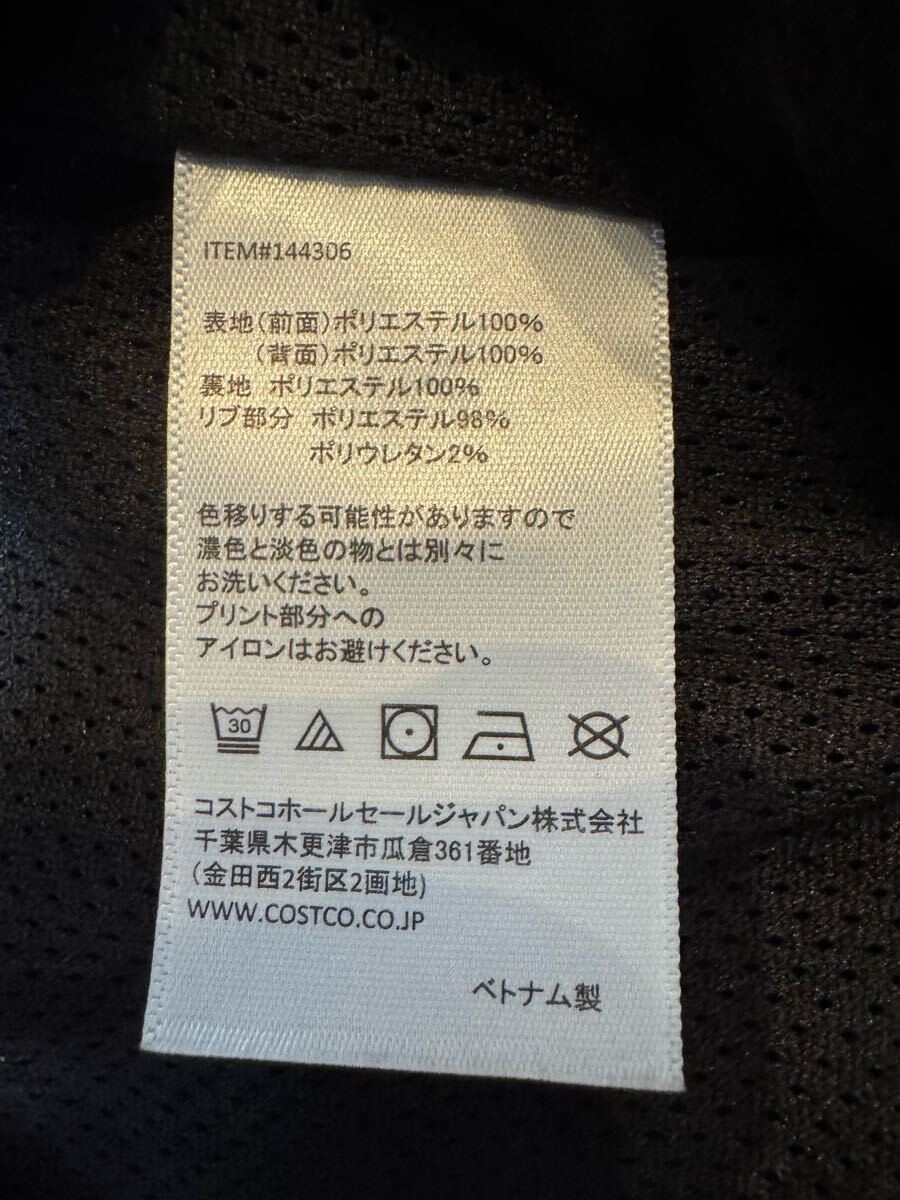 ITEM#144306
表地(前面)ポリエステル100%
(背面)ポリエステル100%
裏地 ポリエステル100%
リブ部分 ポリエステル98%
ポリウレタン2%
色移りする可能性がありますので
濃色と淡色の物とは別々に
お洗いください。
プリント部分への
アイロンはお避けください。
30
コストコホールセールジャパン株式会社
千葉県木更津市瓜倉361番地
(金田西2街区2画地)
WWW.COSTCO.CO.JP
ベトナム製